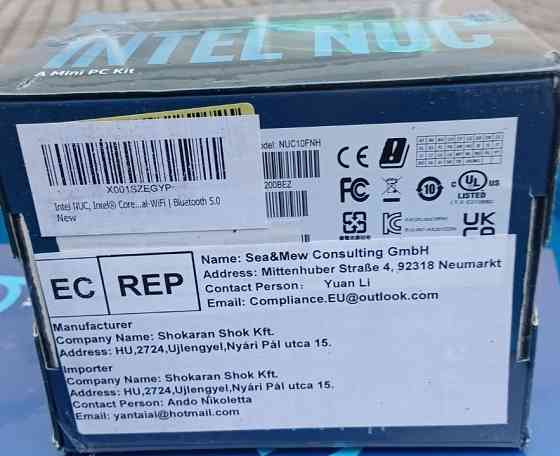 INTEL NUC
A Mini PC Kit
Model: NUC10FNH
X001SZEGYP
Intel NUC, Intel® Core...al-WiFi | Bluetooth 5.0
New
200BEZ
CE
FC
10
C UL US
LISTED
UK
CA
EC REP
Name: Sea&Mew Consulting GmbH
Address: Mittenhuber Straße 4, 92318 Neumarkt
Contact Person: Yuan Li
Email: Compliance.EU@outlook.com
Manufacturer
Company Name: Shokaran Shok Kft.
Address: HU,2724,Ujlengyel,Nyári Pál utca 15.
Importer
Company Name: Shokaran Shok Kft.
Address: HU,2724,Ujlengyel,Nyári Pál utca 15.
Contact Person: Ando Nikoletta
Email: yantaiai@hotmail.com